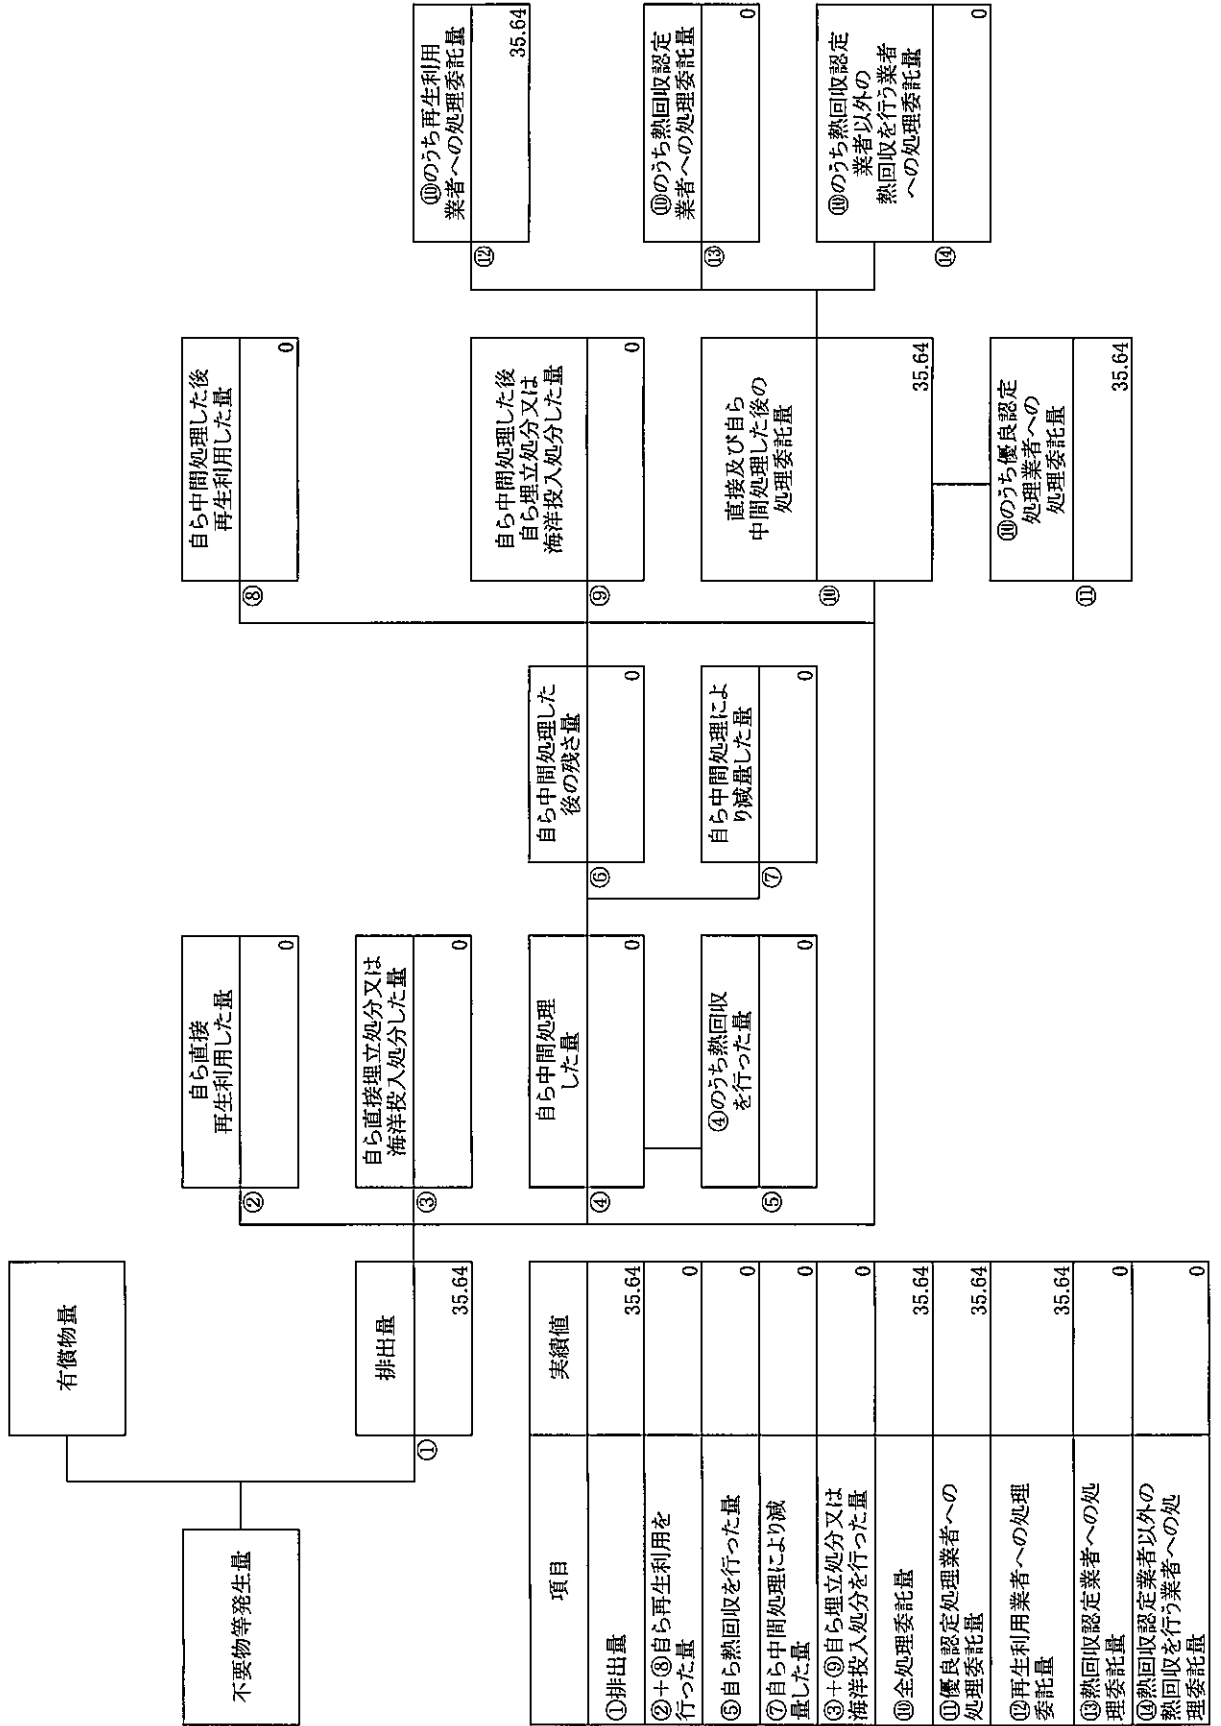 有償物量
不要物等発生量
①
排出量
35.64
②
自ら直接
再生利用した量
0
③
自ら直接埋立処分又は
海洋投入処分した量
0
④
自ら中間処理
した量
0
⑤
④のうち熱回収
を行った量
0
⑥
自ら中間処理した
後の残さ量
0
⑦
自ら中間処理によ
り減量した量
0
⑧
自ら中間処理した後
再生利用した量
0
⑨
自ら中間処理した後
自ら埋立処分又は
海洋投入処分した量
0
⑩
直接及び自ら
中間処理した後の
処理委託量
35.64
⑪
⑩のうち優良認定
処理業者への
処理委託量
35.64
⑫
⑩のうち再生利用
業者への処理委託量
35.64
⑬
⑩のうち熱回収認定
業者への処理委託量
0
⑭
⑩のうち熱回収認定
業者以外の
熱回収を行う業者
への処理委託量
0
項目
実績値
①排出量
35.64
②+⑧自ら再生利用を
行った量
0
⑤自ら熱回収を行った量
0
⑦自ら中間処理により減
量した量
0
③+⑨自ら埋立処分又は
海洋投入処分を行った量
0
⑩全処理委託量
35.64
⑪優良認定処理業者への
処理委託量
35.64
⑫再生利用業者への処理
委託量
35.64
⑬熱回収認定業者への処
理委託量
0
⑭熱回収認定業者以外の
熱回収を行う業者への処
理委託量
0